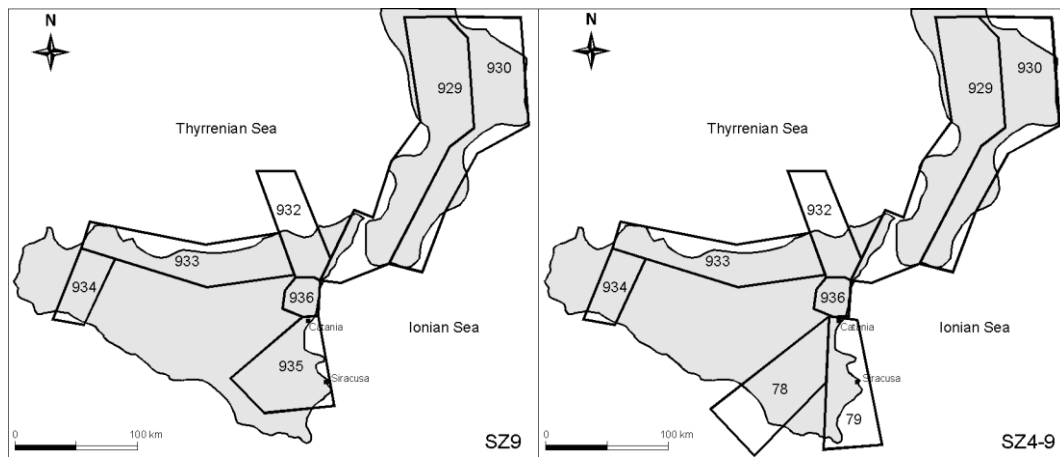 N
929
930
Thyrrenian Sea
932
933
934
936
Catania
Ionian Sea
935
Siracusa
0
100 km
SZ9
N
929
930
Thyrrenian Sea
932
933
934
936
Catania
Ionian Sea
78
Siracusa
79
0
100 km
SZ4-9